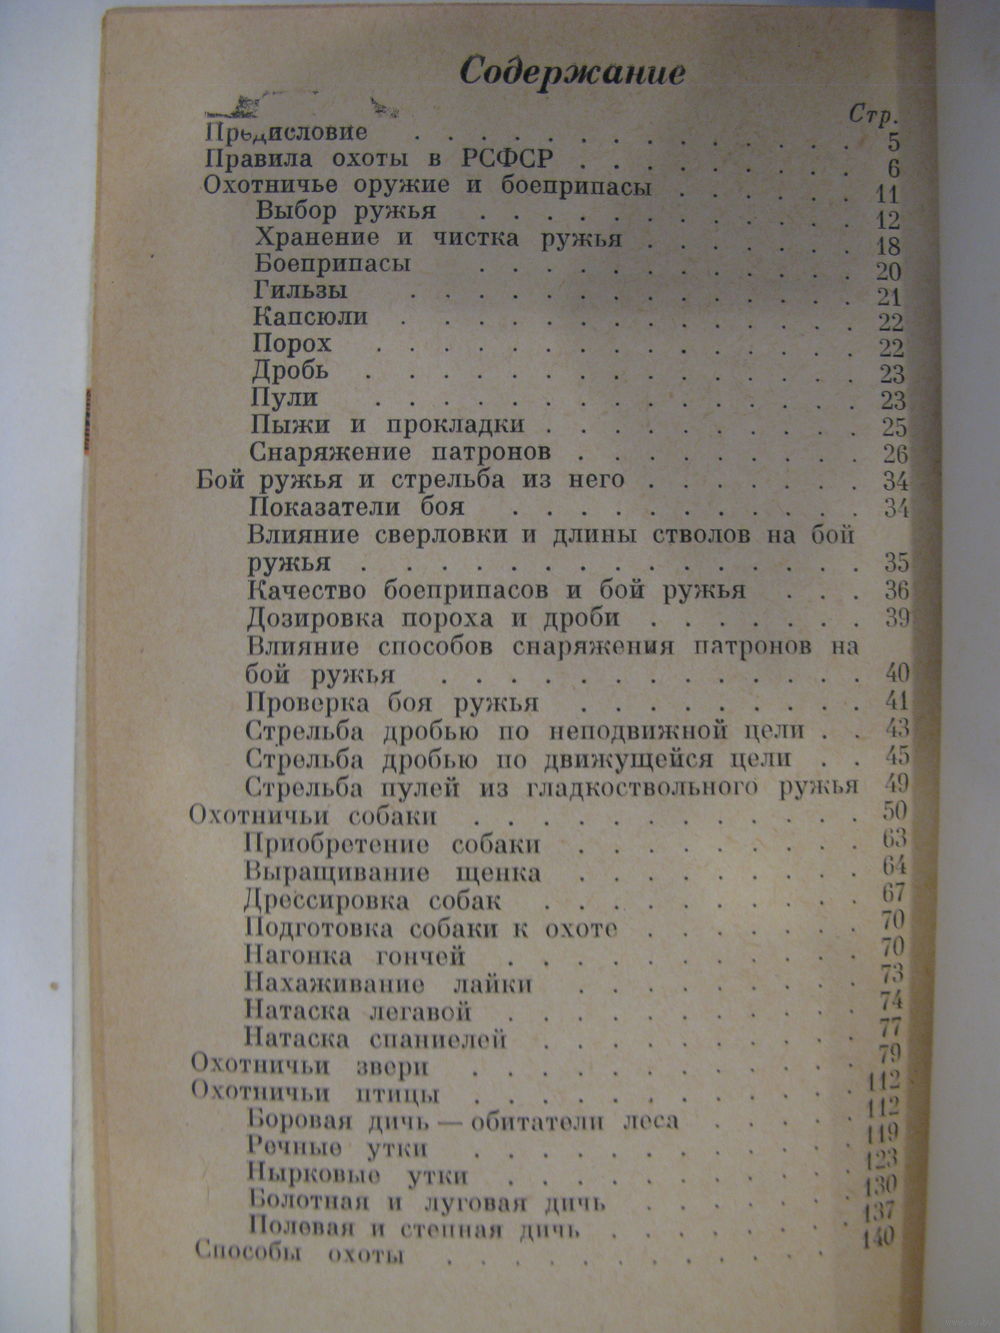 Содержание
Стр.
Предисловие . . . . . . . . . . . . . 5
Правила охоты в РСФСР . . . . . . . . . 6
Охотничье оружие и боеприпасы . . . . . . 11
Выбор ружья . . . . . . . . . . . . 12
Хранение и чистка ружья . . . . . . . 18
Боеприпасы . . . . . . . . . . . . 20
Гильзы . . . . . . . . . . . . . . 21
Капсюли . . . . . . . . . . . . . . 22
Порох . . . . . . . . . . . . . . . 22
Дробь . . . . . . . . . . . . . . . 23
Пули . . . . . . . . . . . . . . . 23
Пыжи и прокладки . . . . . . . . . . 25
Снаряжение патронов . . . . . . . . . 26
Бой ружья и стрельба из него . . . . . . . 34
Показатели боя . . . . . . . . . . . 34
Влияние сверловки и длины стволов на бой
ружья . . . . . . . . . . . . . . . 35
Качество боеприпасов и бой ружья . . . 36
Дозировка пороха и дроби . . . . . . . 39
Влияние способов снаряжения патронов на
бой ружья . . . . . . . . . . . . . 40
Проверка боя ружья . . . . . . . . . 41
Стрельба дробью по неподвижной цели . . 43
Стрельба дробью по движущейся цели . . 45
Стрельба пулей из гладкоствольного ружья 49
Охотничьи собаки . . . . . . . . . . . . 50
Приобретение собаки . . . . . . . . . 63
Выращивание щенка . . . . . . . . . 64
Дрессировка собак . . . . . . . . . . 67
Подготовка собаки к охоте . . . . . . . 70
Нагонка гончей . . . . . . . . . . . 70
Нахаживание лайки . . . . . . . . . 73
Натаска легавой . . . . . . . . . . . 74
Натаска спаниелей . . . . . . . . . . 77
Охотничьи звери . . . . . . . . . . . . 79
Охотничьи птицы . . . . . . . . . . . . 112
Боровая дичь — обитатели леса . . . . . 112
Речные утки . . . . . . . . . . . . 119
Нырковые утки . . . . . . . . . . . 123
Болотная и луговая дичь . . . . . . . 130
Полевая и степная дичь . . . . . . . . 137
Способы охоты . . . . . . . . . . . . 140